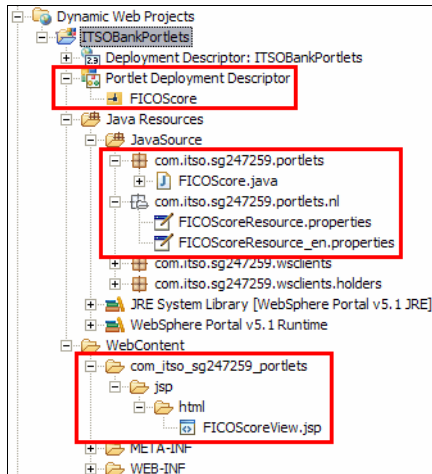 Dynamic Web Projects
ITSOBankPortlets
2.3 Deployment Descriptor: ITSOBankPortlets
Portlet Deployment Descriptor
FICOScore
Java Resources
JavaSource
com.itso.sg247259.portlets
J FICOScore.java
com.itso.sg247259.portlets.nl
FICOScoreResource.properties
FICOScoreResource_en.properties
com.itso.sg247259.wsclients
com.itso.sg247259.wsclients.holders
JRE System Library [WebSphere Portal v5.1 JRE]
WebSphere Portal v5.1 Runtime
WebContent
com_itso_sg247259_portlets
jsp
html
FICOScoreView.jsp
META-INF
WEB-INF